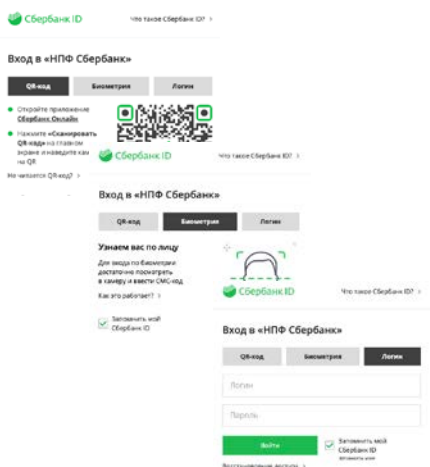 Сбербанк ID
Что такое Сбербанк ID? >
Вход в «НПФ Сбербанк»
QR-код Биометрия Логин
Откройте приложение
Сбербанк Онлайн
Нажмите «Сканировать
QR-код» на главном
экране и наведите кам
на QR
Не читается QR-код? >
Сбербанк ID
Что такое Сбербанк ID? >
Вход в «НПФ Сбербанк»
QR-код Биометрия Логин
Узнаем вас по лицу
Для входа по биометрии
достаточно посмотреть
в камеру и ввести СМС-код
Как это работает? >
Запомнить мой
Сбербанк ID
Сбербанк ID
Что такое Сбербанк ID? >
Вход в «НПФ Сбербанк»
QR-код Биометрия Логин
Логин
Пароль
Войти
Запомнить мой
Сбербанк ID
Восстановление доступа >